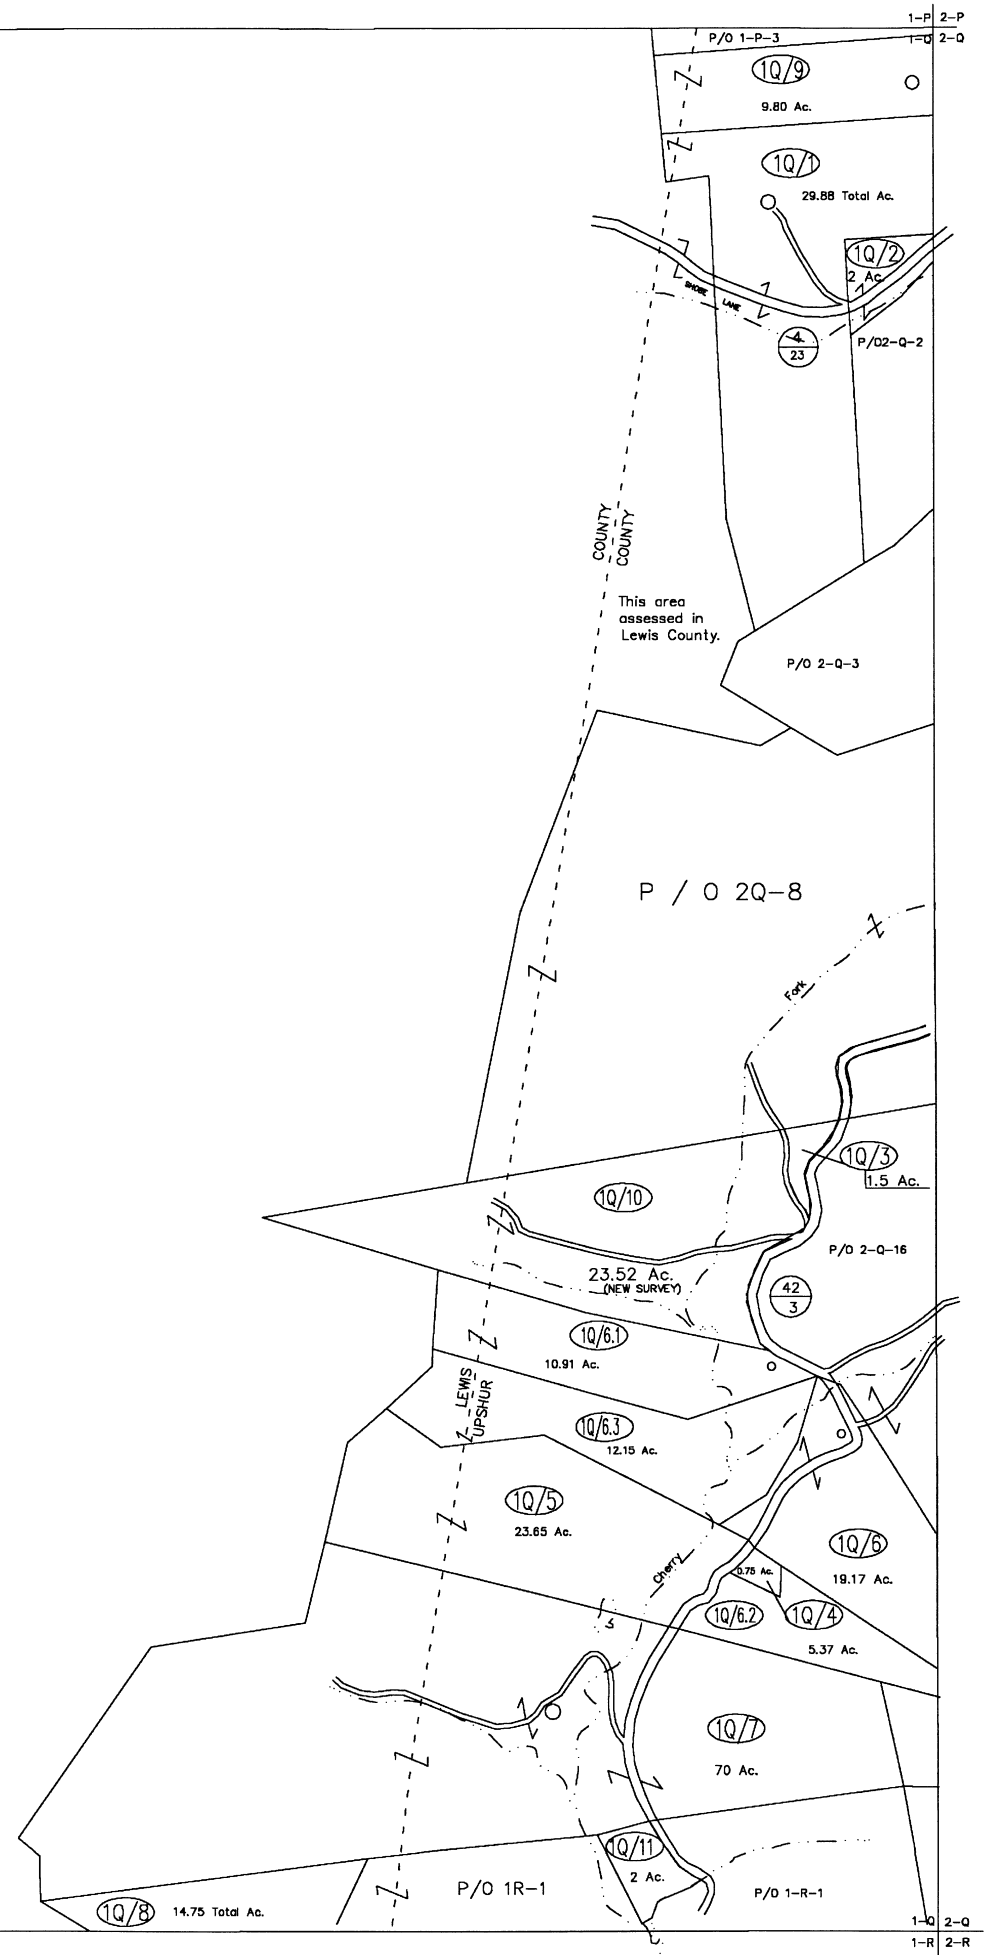 1-P 2-P
P/O 1-P-3
1-Q 2-Q
1Q/9
9.80 Ac.
1Q/1
29.88 Total Ac.
1Q/2
2 Ac.
SHOBE LANE
4
23
P/O2-Q-2
COUNTY
COUNTY
This area
assessed in
Lewis County.
P/O 2-Q-3
P / O 2Q-8
Fork
1Q/3
1.5 Ac.
1Q/10
P/O 2-Q-16
23.52 Ac.
(NEW SURVEY)
42
3
1Q/6.1
10.91 Ac.
LEWIS
UPSHUR
1Q/6.3
12.15 Ac.
1Q/5
23.65 Ac.
1Q/6
19.17 Ac.
Cherry
0.75 Ac.
1Q/6.2
1Q/4
5.37 Ac.
1Q/7
70 Ac.
1Q/11
2 Ac.
P/O 1R-1
P/O 1-R-1
1Q/8
14.75 Total Ac.
1-Q 2-Q
1-R 2-R